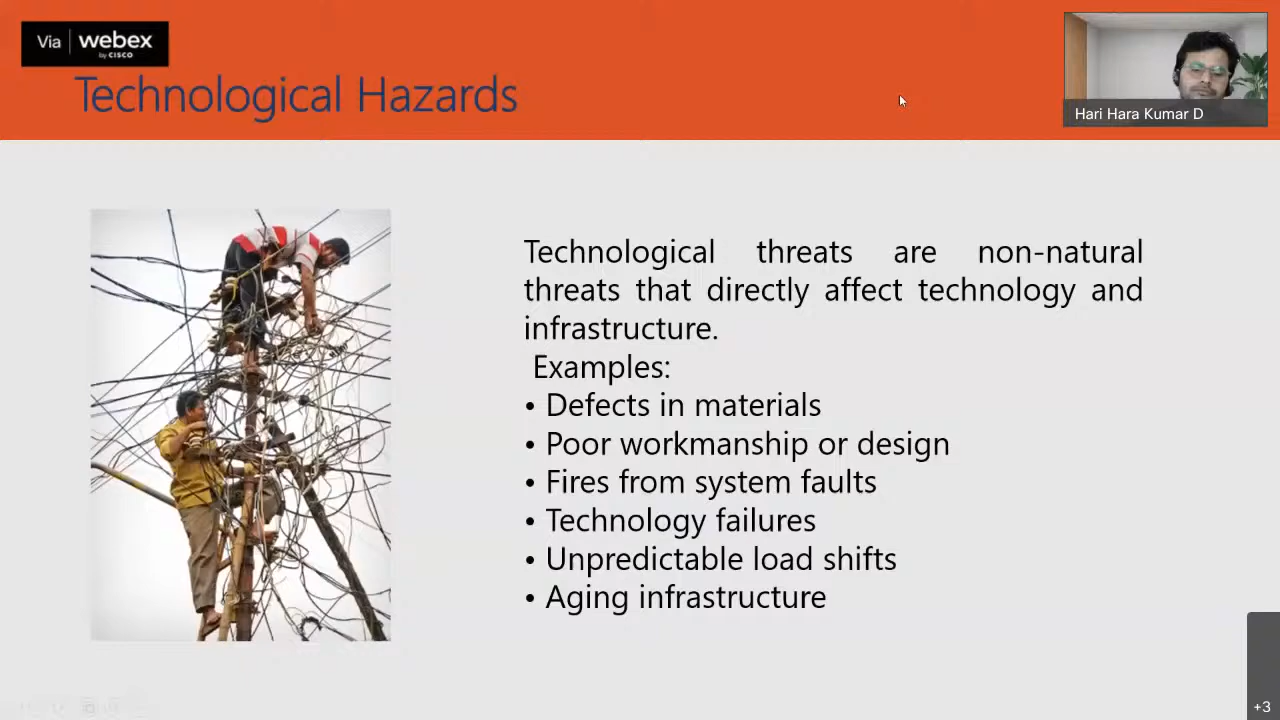 Via webex
by CISCO
Technological Hazards
Hari Hara Kumar D
Technological threats are non-natural
threats that directly affect technology and
infrastructure.
Examples:
• Defects in materials
• Poor workmanship or design
• Fires from system faults
• Technology failures
• Unpredictable load shifts
• Aging infrastructure
+3